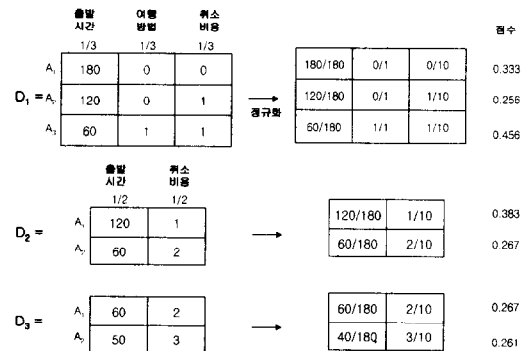 출발 여행 취소
시간 방법 비용 점수
1/3 1/3 1/3
A₁ 180 0 0 180/180 0/1 0/10 0.333
D₁ = A₂ 120 0 1 정규화 120/180 0/1 1/10 0.256
A₃ 60 1 1 60/180 1/1 1/10 0.456
출발 취소
시간 비용
1/2 1/2
A₁ 120 1 120/180 1/10 0.383
D₂ =
A₂ 60 2 60/180 2/10 0.267
A₁ 60 2 60/180 2/10 0.267
D₃ =
A₂ 50 3 40/180 3/10 0.261